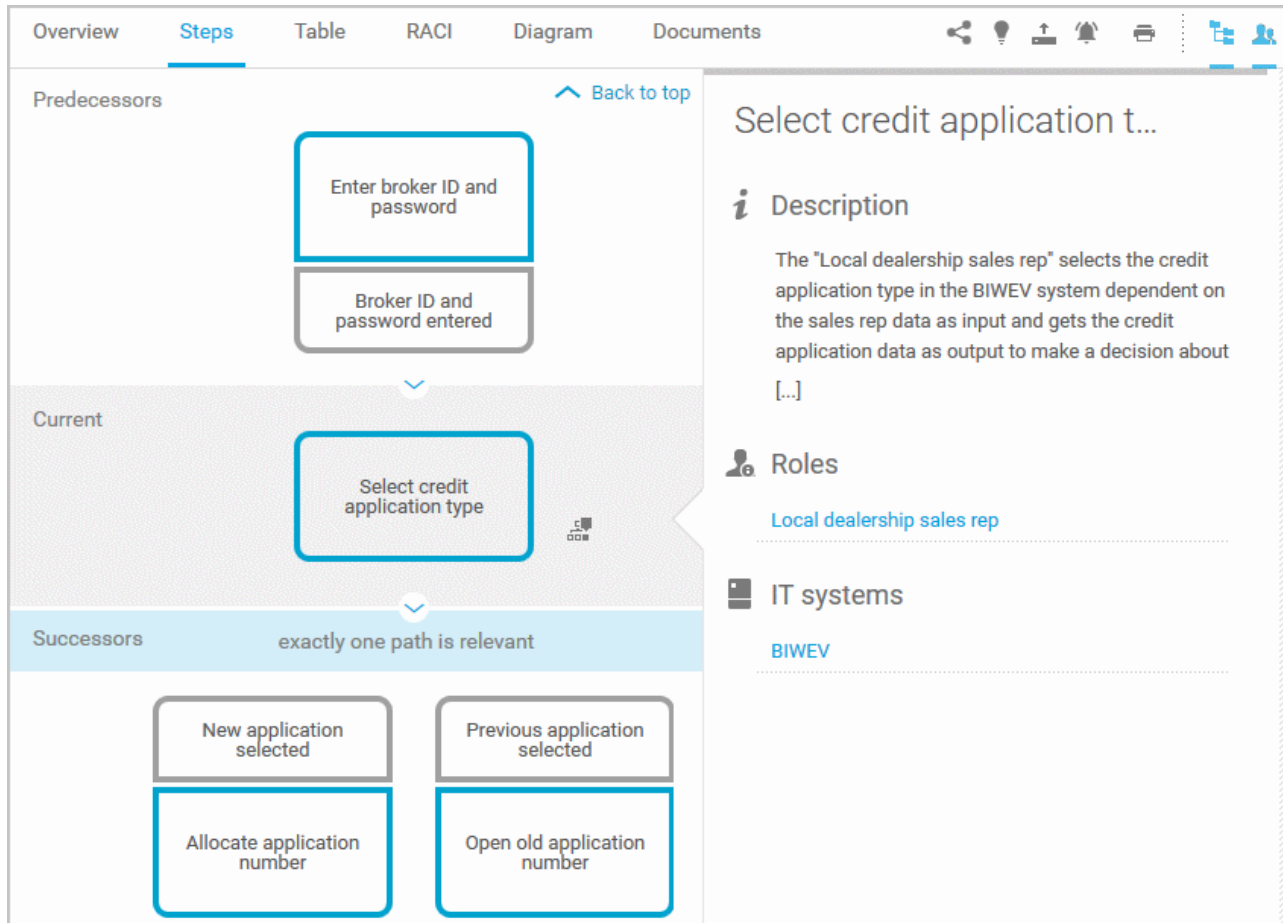 Overview Steps Table RACI Diagram Documents
Predecessors
Back to top
Enter broker ID and
password
Broker ID and
password entered
Current
Select credit
application type
Successors
exactly one path is relevant
New application
selected
Previous application
selected
Allocate application
number
Open old application
number
Select credit application t...
Description
The "Local dealership sales rep" selects the credit
application type in the BIWEV system dependent on
the sales rep data as input and gets the credit
application data as output to make a decision about
[...]
Roles
Local dealership sales rep
IT systems
BIWEV